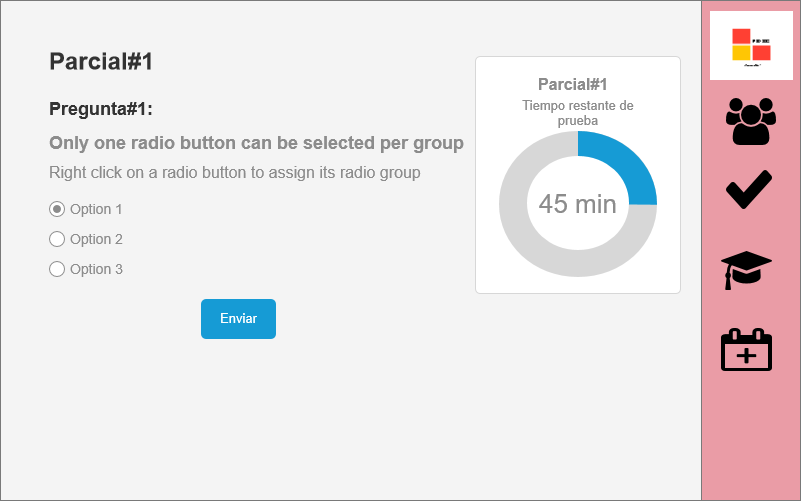 Parcial#1
Pregunta#1:
Only one radio button can be selected per group
Right click on a radio button to assign its radio group
Option 1
Option 2
Option 3
Enviar
Parcial#1
Tiempo restante de
prueba
45 min